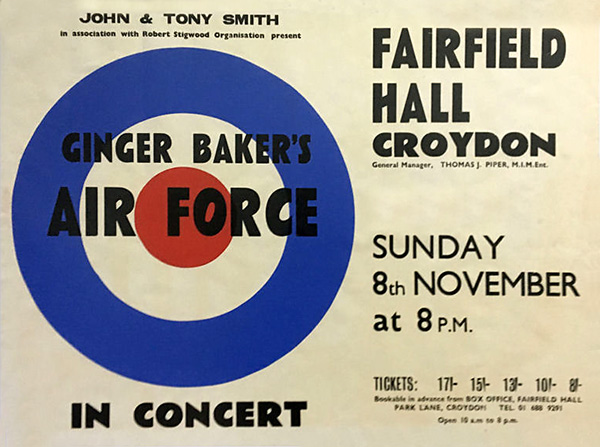 JOHN & TONY SMITH
in association with Robert Stigwood Organisation present
GINGER BAKER'S
AIR FORCE
IN CONCERT
FAIRFIELD
HALL
CROYDON
General Manager, THOMAS J. PIPER, M.I.M.Ent.
SUNDAY
8th NOVEMBER
at 8 P.M.
TICKETS: 17/- 15/- 13/- 10/- 8/-
Bookable in advance from BOX OFFICE, FAIRFIELD HALL
PARK LANE, CROYDON TEL. 01 688 9291
Open 10 a.m to 8 p.m.